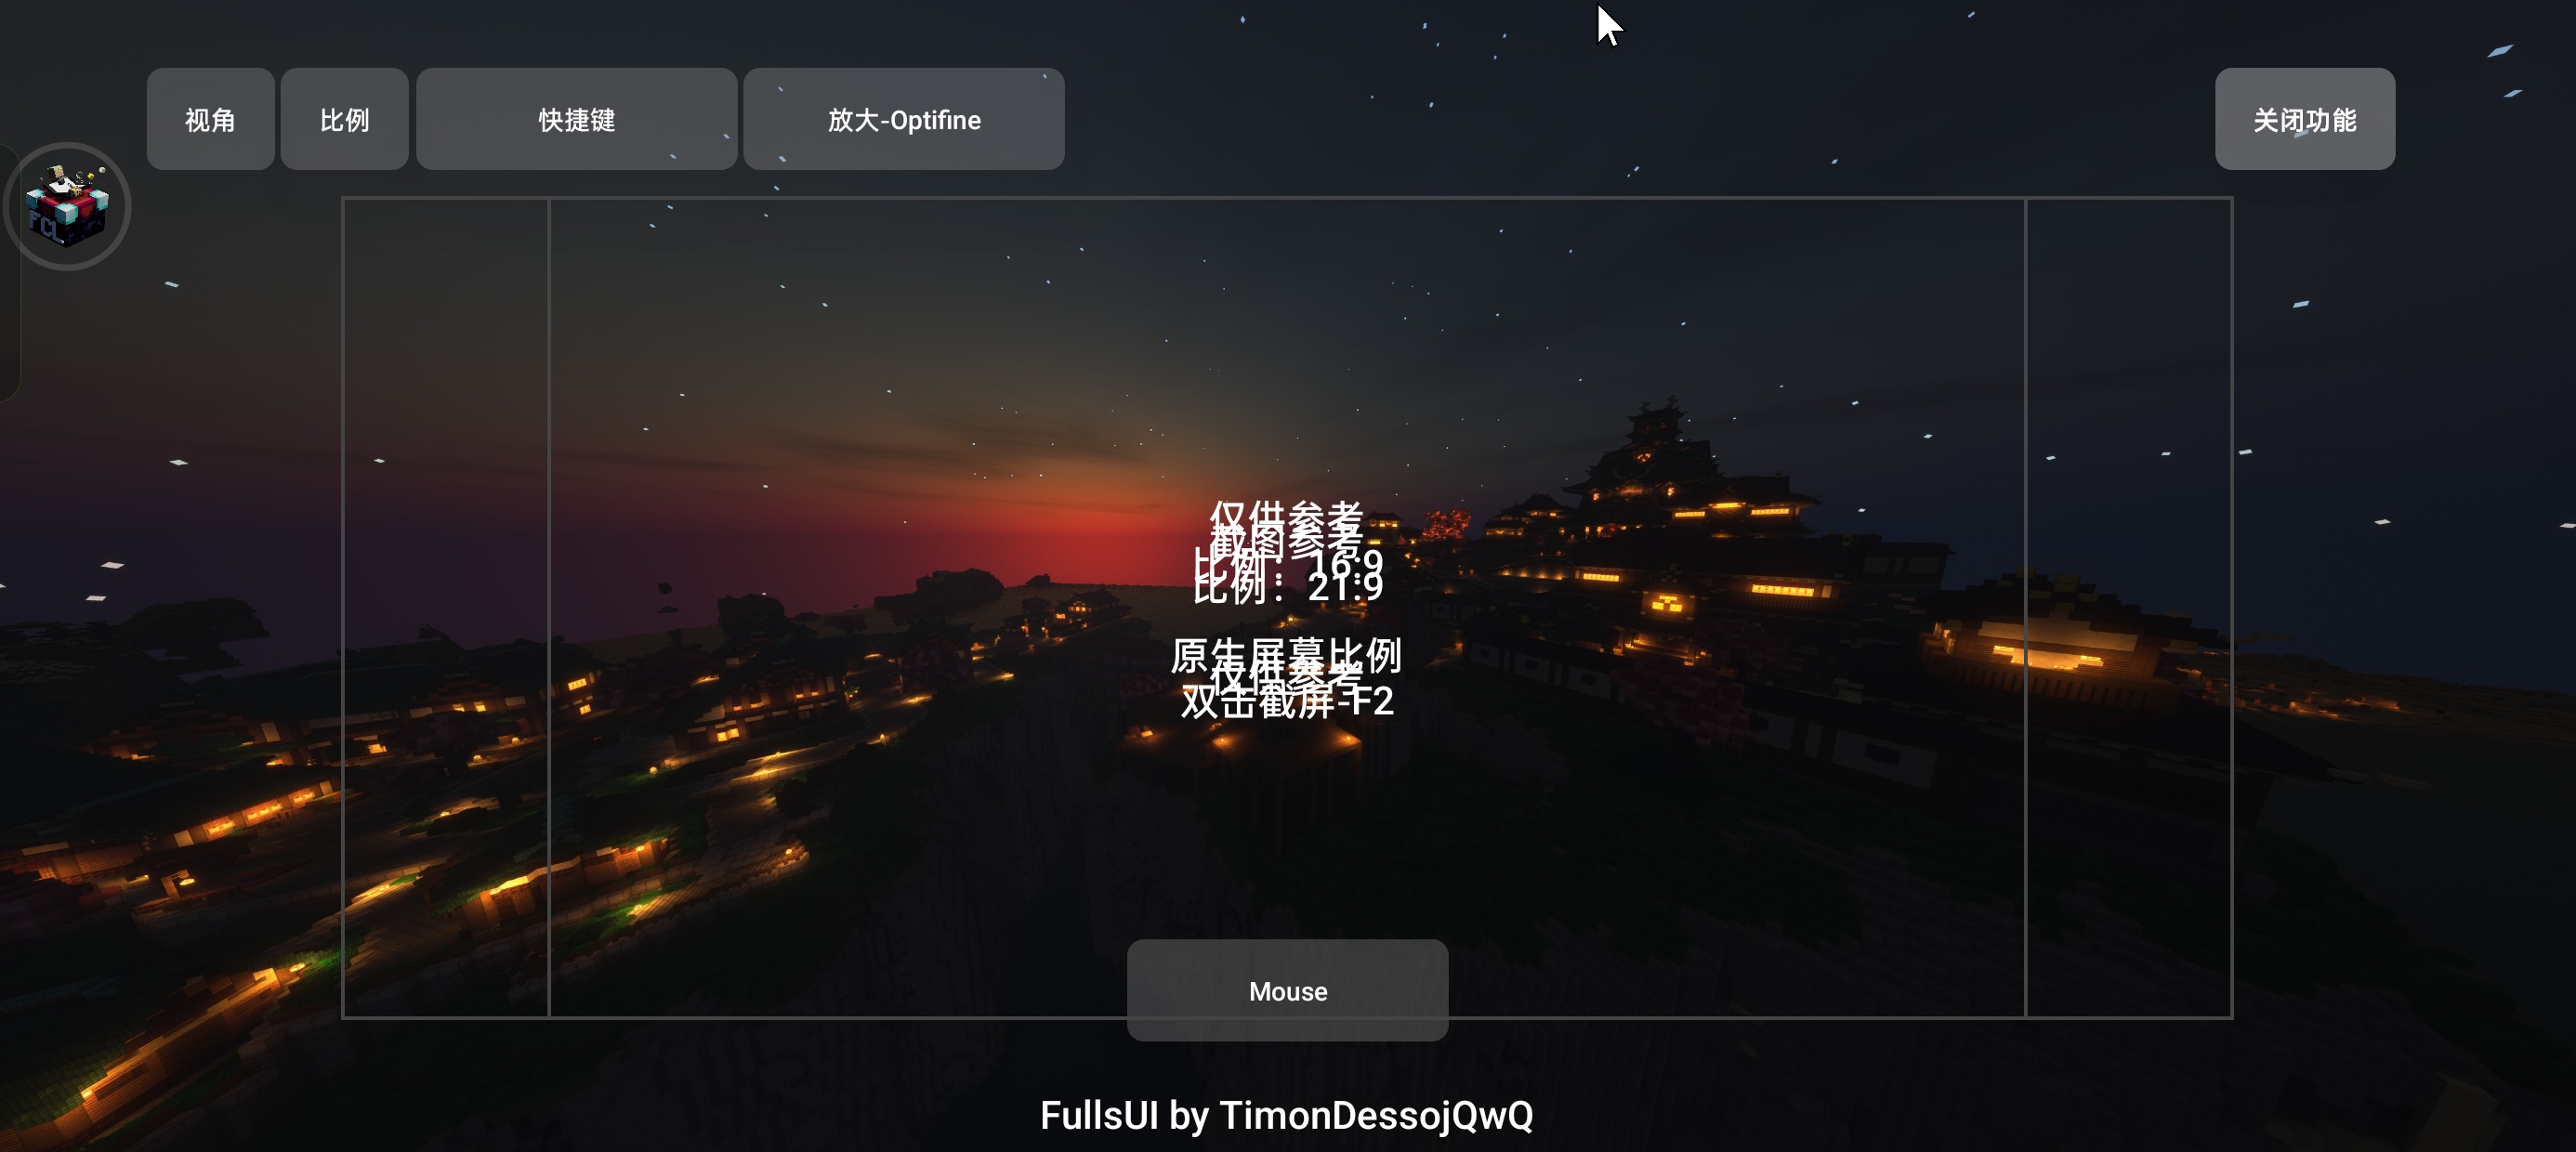 视角
比例
快捷键
放大-Optifine
关闭功能
FCL
仅供参考
截图参考
比例：16:9
比例：21:9
原生屏幕比例
仅供参考
双击截屏-F2
Mouse
FullsUI by TimonDessojQwQ